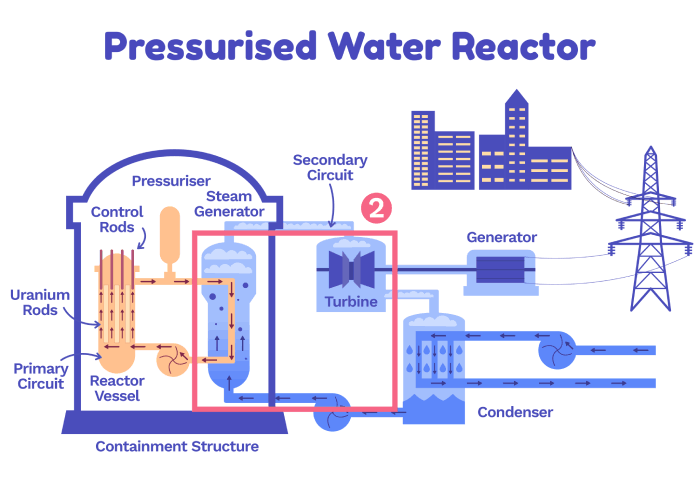 Pressurised Water Reactor
Secondary
Circuit
Pressuriser
Steam
Generator
2
Control
Rods
Generator
Uranium
Rods
Turbine
Primary
Circuit
Reactor
Vessel
Condenser
Containment Structure